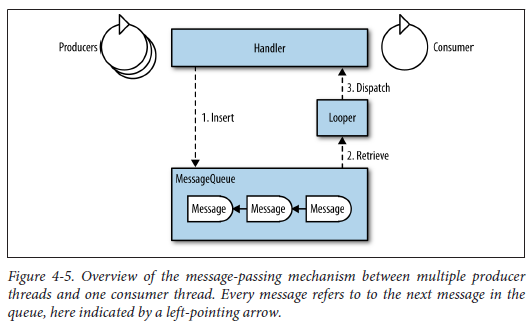 Producers
Handler
Consumer
3. Dispatch
1. Insert
Looper
2. Retrieve
MessageQueue
Message Message Message
Figure 4-5. Overview of the message-passing mechanism between multiple producer
threads and one consumer thread. Every message refers to to the next message in the
queue, here indicated by a left-pointing arrow.